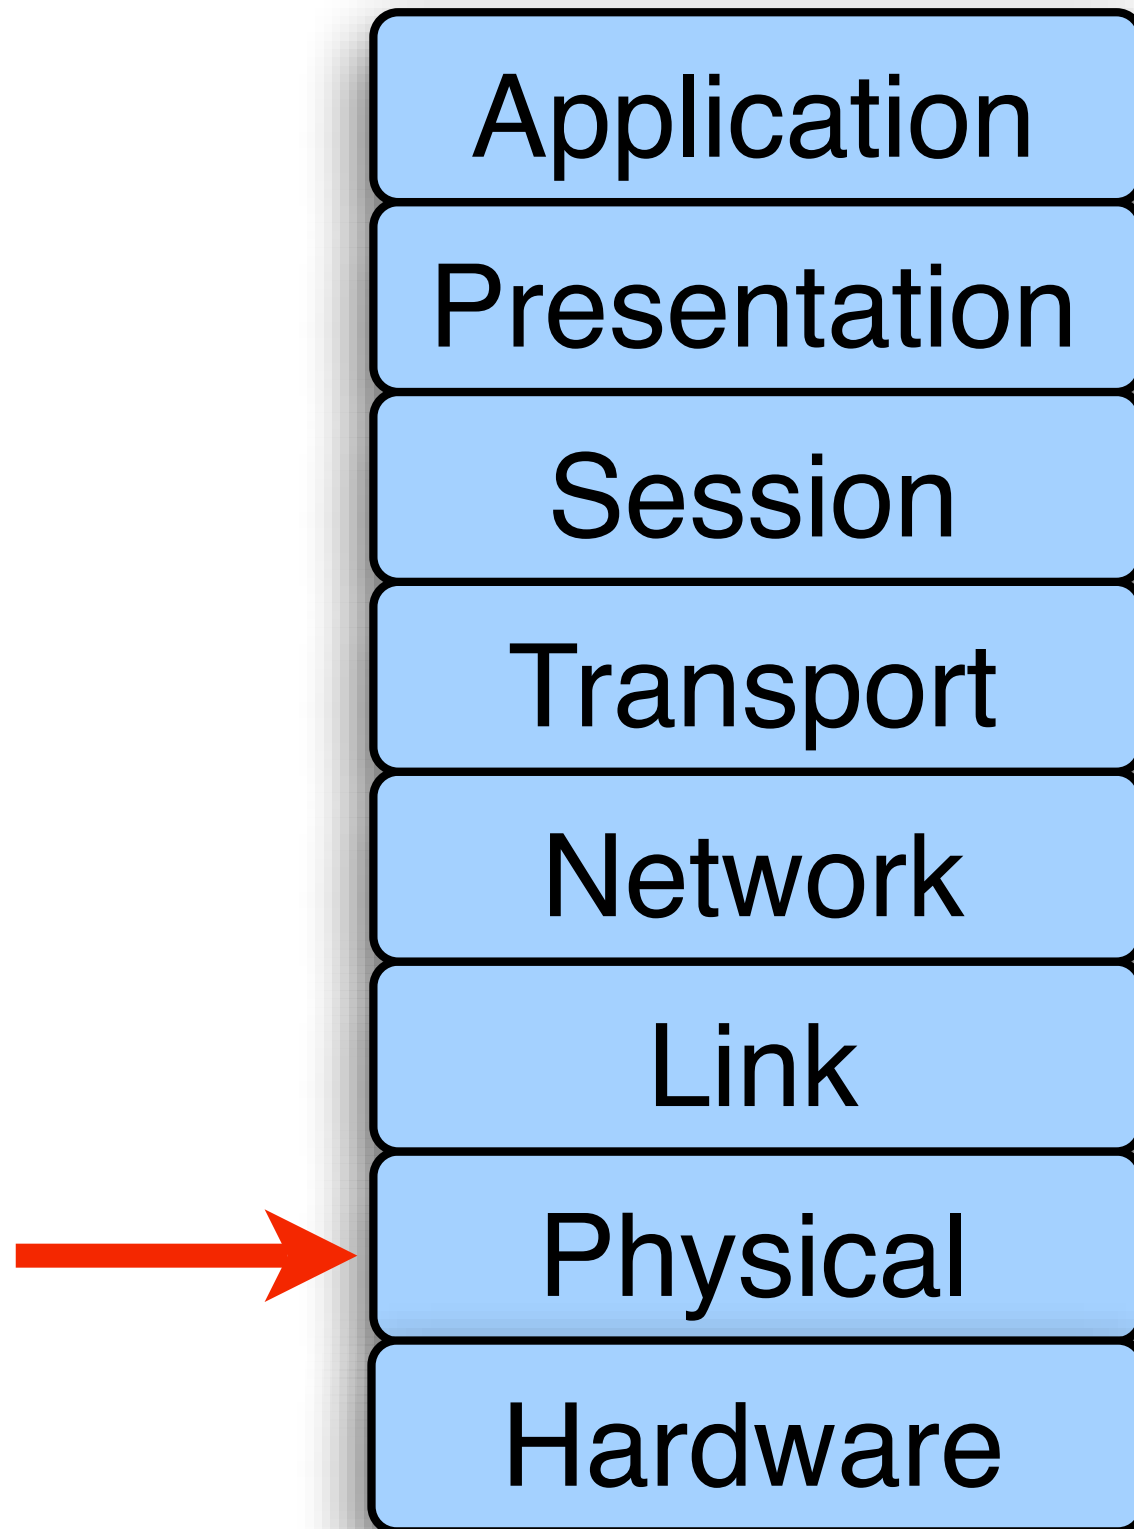 Application
Presentation
Session
Transport
Network
Link
Physical
Hardware